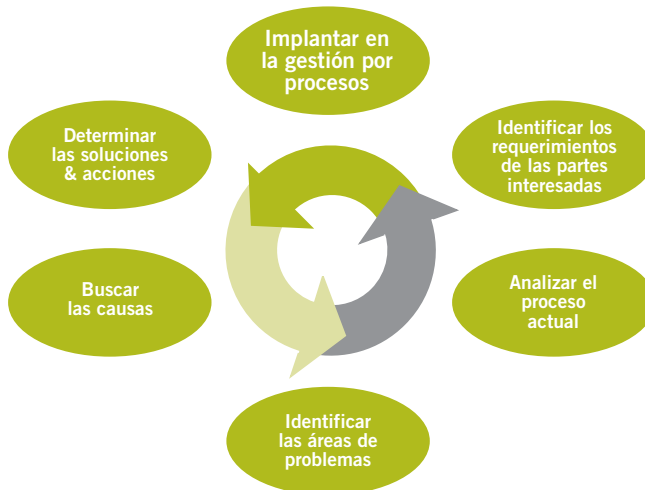 Implantar en
la gestión por
procesos
Identificar los
requerimientos
de las partes
interesadas
Analizar el
proceso
actual
Identificar
las áreas de
problemas
Buscar
las causas
Determinar
las soluciones
& acciones